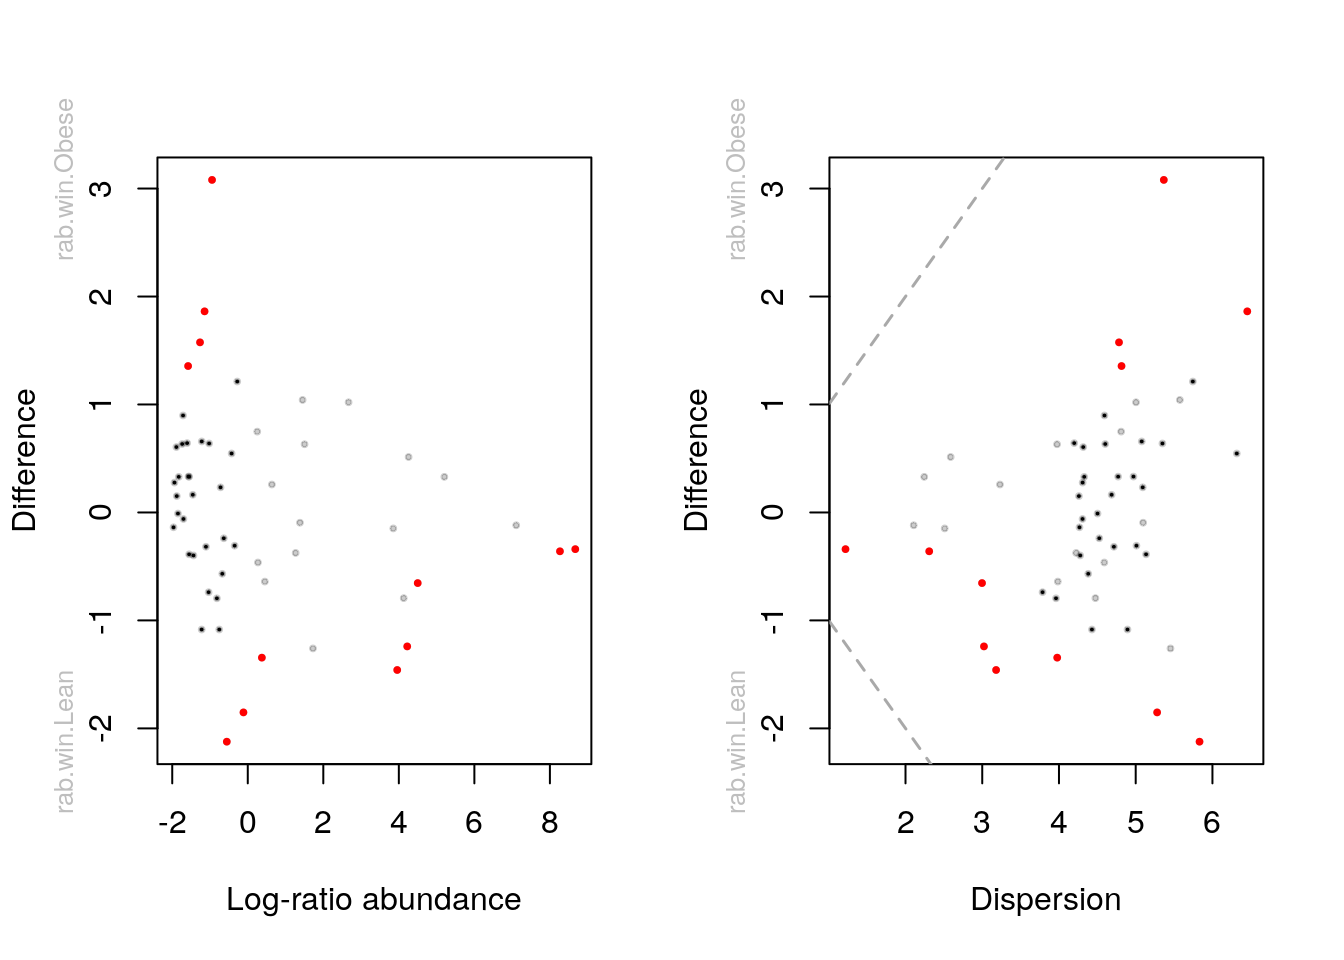 rab.win.Obese
Difference
rab.win.Lean
3
2
1
0
-1
-2
-2 0 2 4 6 8
Log-ratio abundance
rab.win.Obese
Difference
rab.win.Lean
3
2
1
0
-1
-2
2 3 4 5 6
Dispersion